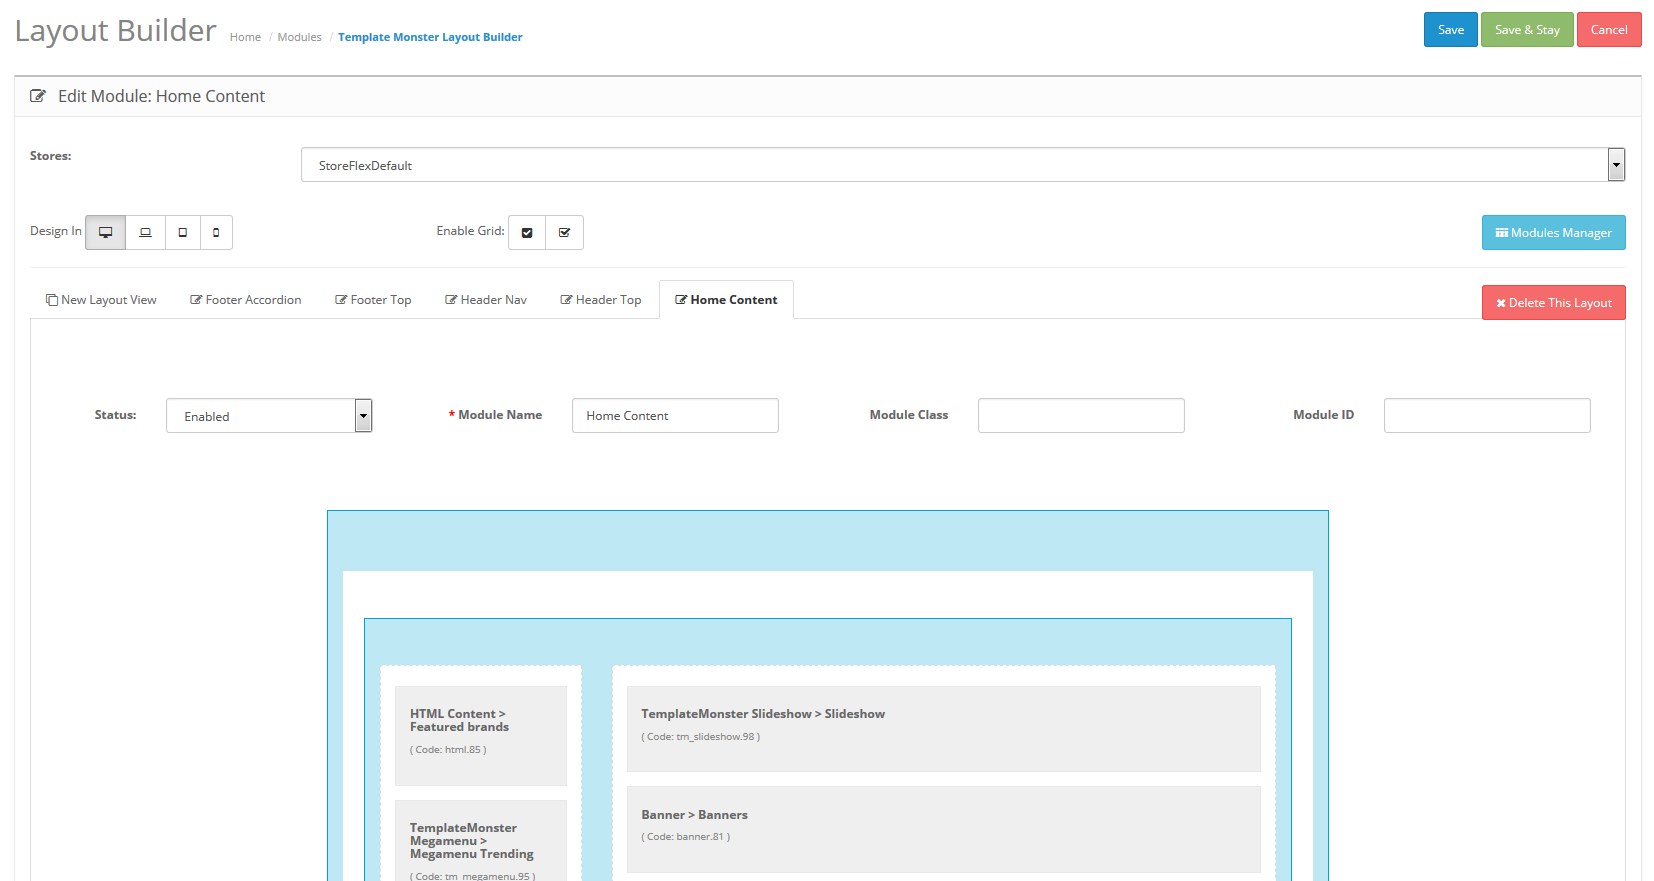 Layout Builder Home / Modules / Template Monster Layout Builder Save Save & Stay Cancel
Edit Module: Home Content
Stores: StoreFlexDefault
Design In Enable Grid: Modules Manager
New Layout View Footer Accordion Footer Top Header Nav Header Top Home Content Delete This Layout
Status: Enabled * Module Name Home Content Module Class Module ID
HTML Content >
Featured brands
( Code: html.85 )
TemplateMonster
Megamenu >
Megamenu Trending
( Code: tm_megamenu.95 )
TemplateMonster Slideshow > Slideshow
( Code: tm_slideshow.98 )
Banner > Banners
( Code: banner.81 )